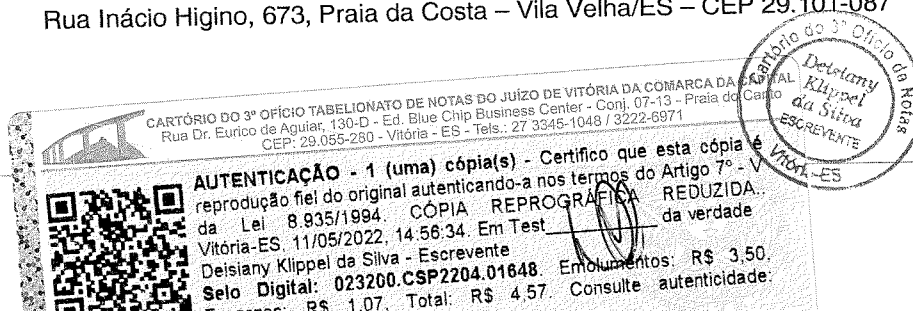 Rua Inácio Higino, 673, Praia da Costa – Vila Velha/ES – CEP 29.101-087
CARTÓRIO DO 3º OFÍCIO TABELIONATO DE NOTAS DO JUÍZO DE VITÓRIA DA COMARCA DA CAPITAL
Rua Dr. Eurico de Aguiar, 130-D - Ed. Blue Chip Business Center - Conj. 07-13 - Praia do Canto
CEP: 29.055-280 - Vitória - ES - Tels.: 27 3345-1048 / 3222-6971
Cartório do 3º Ofício de Notas
Deisiany
Klippel
da Silva
ESCREVENTE
Vitória-ES
AUTENTICAÇÃO - 1 (uma) cópia(s) - Certifico que esta cópia é
reprodução fiel do original autenticando-a nos termos do Artigo 7º - V
da Lei 8.935/1994. CÓPIA REPROGRÁFICA REDUZIDA..
Vitória-ES, 11/05/2022, 14:56:34. Em Test__________ da verdade
Deisiany Klippel da Silva - Escrevente
Selo Digital: 023200.CSP2204.01648. Emolumentos: R$ 3,50,
R$ 1,07, Total: R$ 4,57. Consulte autenticidade: